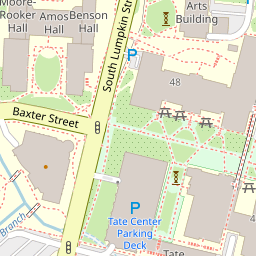 Moore-
Rooker
Hall
Amos
Hall
Benson
Hall
South Lumpkin St
Arts
Building
P
48
Baxter Street
P
Tate Center
Parking
Deck
Tate
Branch